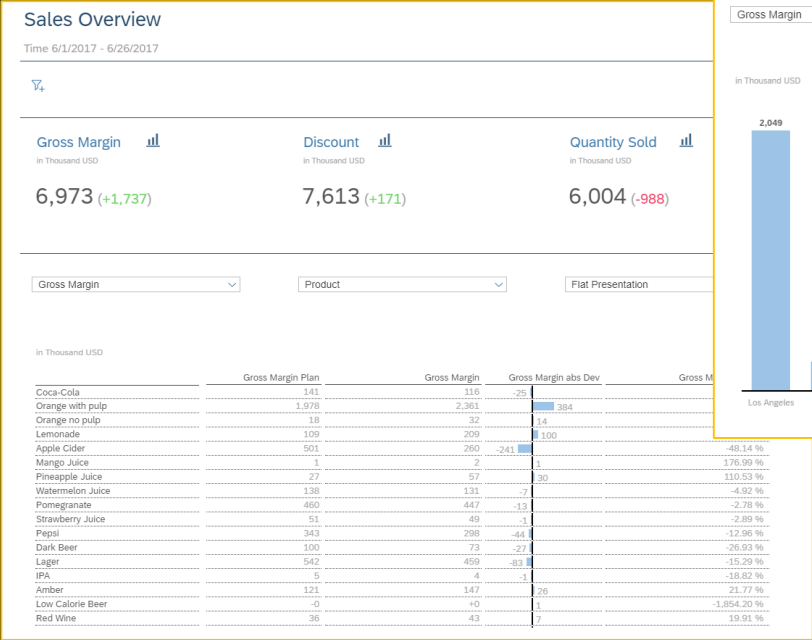 Sales Overview
Time 6/1/2017 - 6/26/2017
Gross Margin
in Thousand USD
6,973 (+1,737)
Discount
in Thousand USD
7,613 (+171)
Quantity Sold
in Thousand USD
6,004 (-988)
Gross Margin
Product
Flat Presentation
in Thousand USD
Gross Margin Plan Gross Margin Gross Margin abs Dev Gross M
Coca-Cola 141 116 -25
Orange with pulp 1,978 2,361 384
Orange no pulp 18 32 14
Lemonade 109 209 100
Apple Cider 501 260 -241 -48.14 %
Mango Juice 1 2 1 176.99 %
Pineapple Juice 27 57 30 110.53 %
Watermelon Juice 138 131 -7 -4.92 %
Pomegranate 460 447 -13 -2.78 %
Strawberry Juice 51 49 -1 -2.89 %
Pepsi 343 298 -44 -12.96 %
Dark Beer 100 73 -27 -26.93 %
Lager 542 459 -83 -15.29 %
IPA 5 4 -1 -18.82 %
Amber 121 147 26 21.77 %
Low Calorie Beer -0 +0 1 -1,854.20 %
Red Wine 36 43 7 19.91 %
Gross Margin
in Thousand USD
2,049
Los Angeles